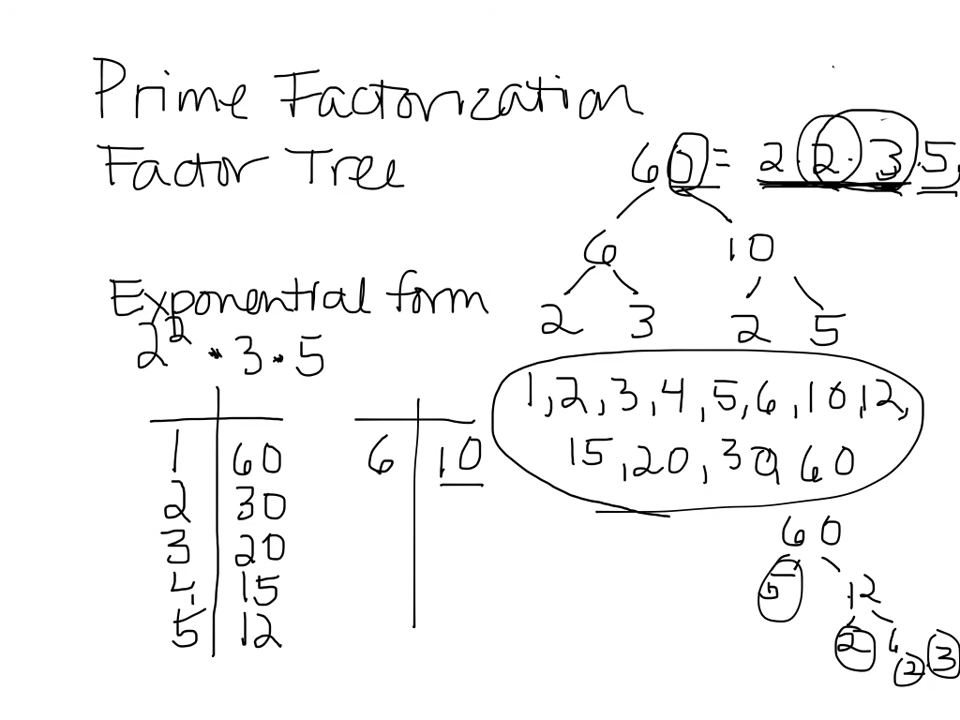 Prime Factorization
Factor Tree
60 = 2 2 · 3 · 5
6 10
2 3 2 5
Exponential form
2² · 3 · 5
1 60
2 30
3 20
4 15
5 12
6 10
1, 2, 3, 4, 5, 6, 10, 12,
15, 20, 30, 60
60
5 12
2 6
2 3